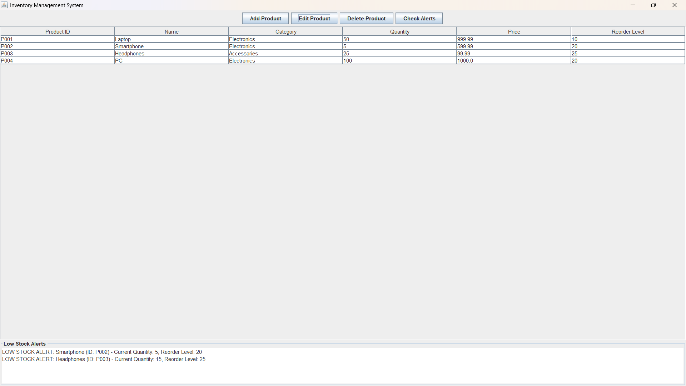 Inventory Management System
Add Product Edit Product Delete Product Check Alerts
Product ID Name Category Quantity Price Reorder Level
P001 Laptop Electronics 50 999.99 10
P002 Smartphone Electronics 5 599.99 20
P003 Headphones Accessories 25 99.99 25
P004 PC Electronics 100 1000.0 20
Low Stock Alerts
LOW STOCK ALERT: Smartphone (ID: P002) - Current Quantity: 5, Reorder Level: 20
LOW STOCK ALERT: Headphones (ID: P003) - Current Quantity: 15, Reorder Level: 25